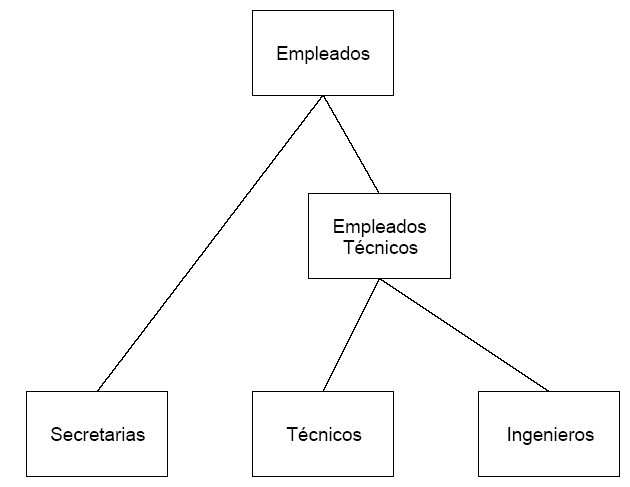 Empleados
Empleados
Técnicos
Secretarias
Técnicos
Ingenieros